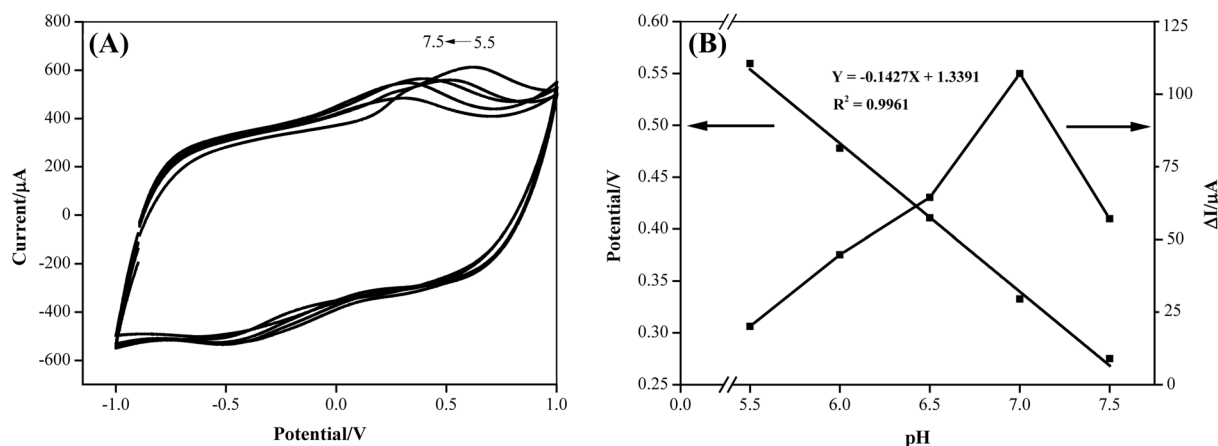 (A)
7.5←5.5
800
600
400
200
0
-200
-400
-600
Current/μA
-1.0 -0.5 0.0 0.5 1.0
Potential/V
(B)
Y = -0.1427X + 1.3391
R² = 0.9961
0.60
0.55
0.50
0.45
0.40
0.35
0.30
0.25
Potential/V
125
100
75
50
25
0
ΔI/μA
0.0 5.5 6.0 6.5 7.0 7.5
pH